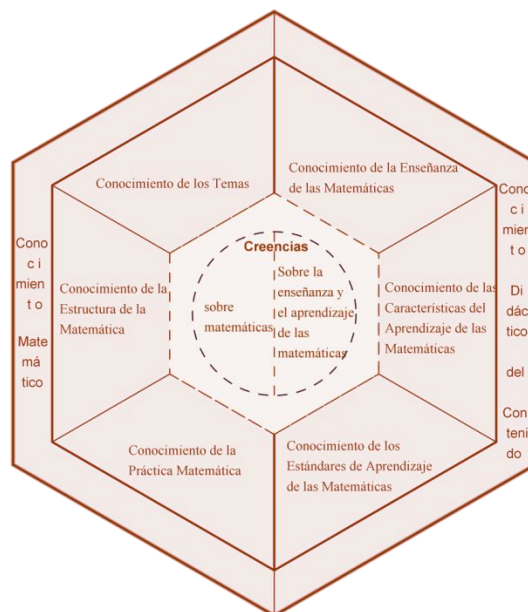 Conocimiento de los Temas
Conocimiento de la Enseñanza
de las Matemáticas
Cono
c i
mien
t o
Mate
má
tico
Conocimiento de la
Estructura de la
Matemática
Creencias
sobre
matemáticas
Sobre la
enseñanza y
el aprendizaje
de las
matemáticas
Conocimiento de las
Características del
Aprendizaje de las
Matemáticas
Cono
c i
mient
o
Di
dác
tico
del
Con
teni
do
Conocimiento de la
Práctica Matemática
Conocimiento de los
Estándares de Aprendizaje
de las Matemáticas